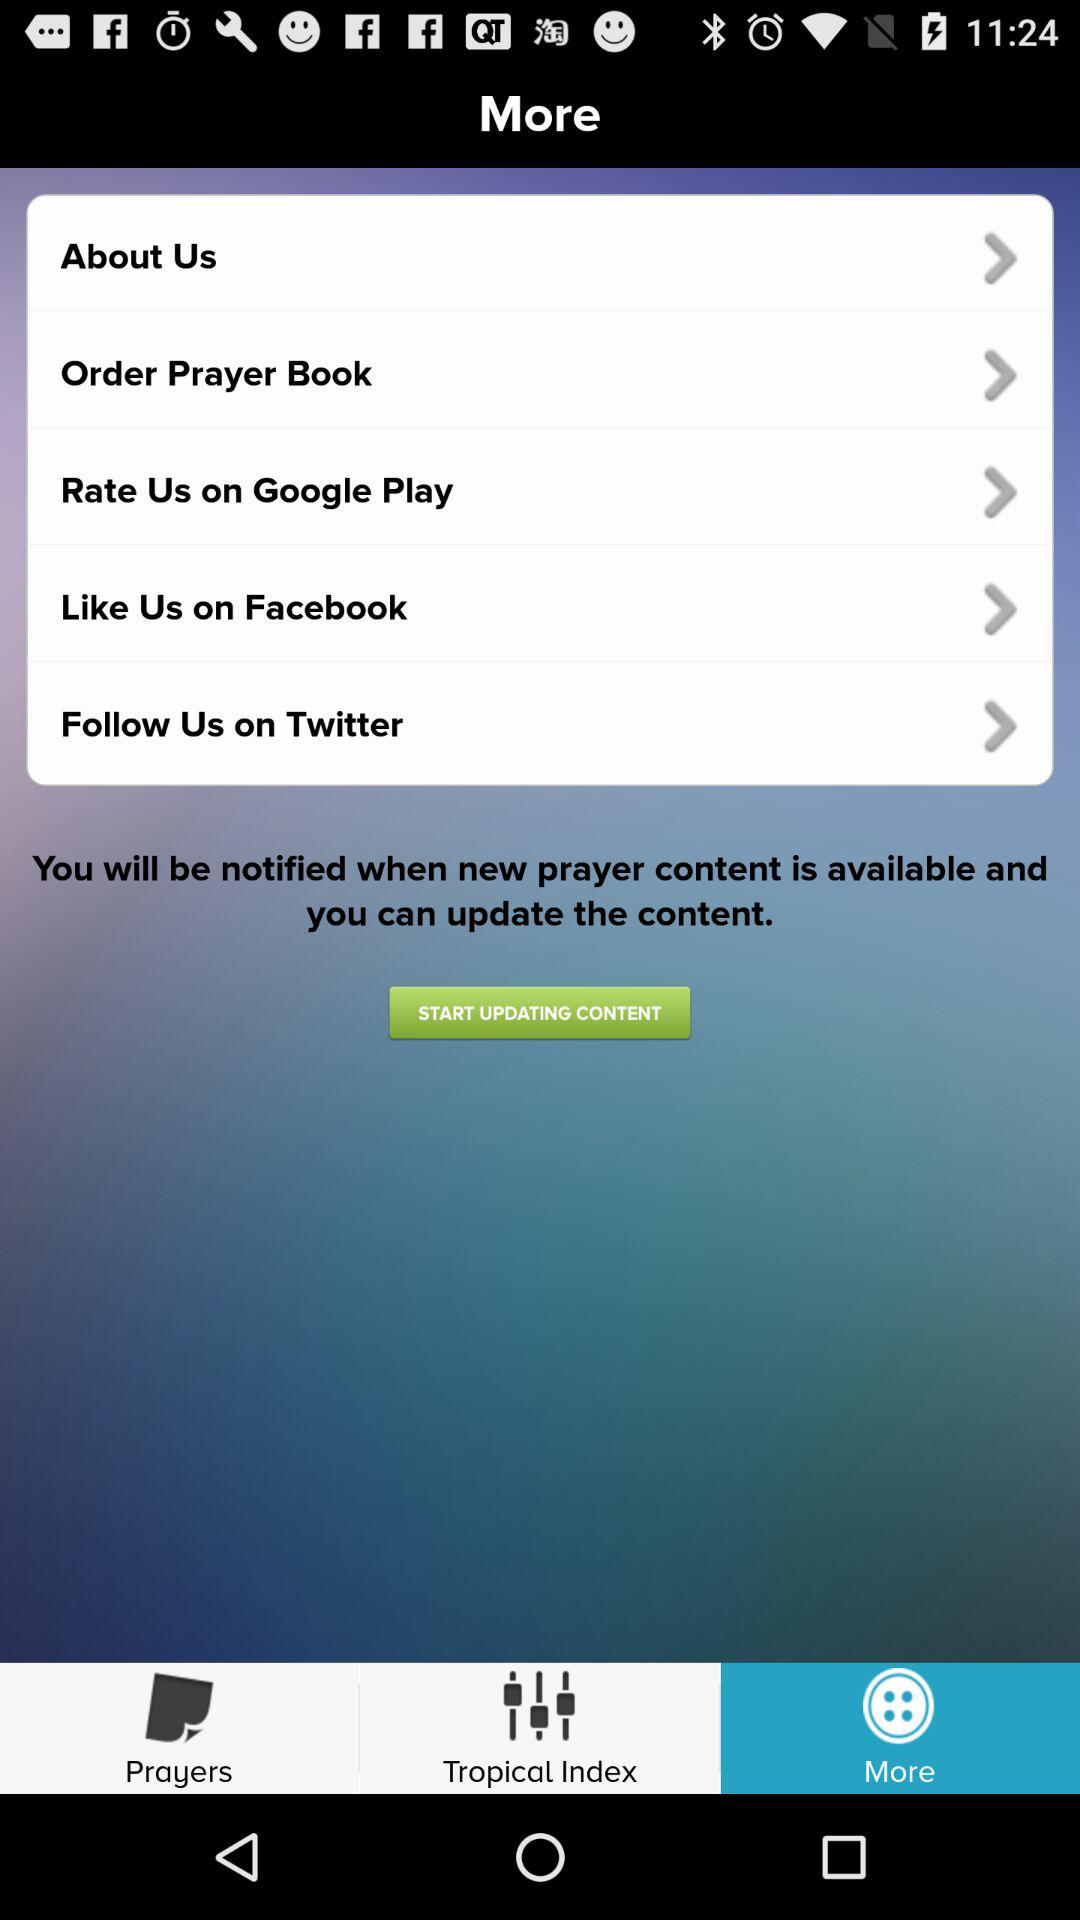 QT 淘 11:24
More
About Us
Order Prayer Book
Rate Us on Google Play
Like Us on Facebook
Follow Us on Twitter
You will be notified when new prayer content is available and
you can update the content.
START UPDATING CONTENT
Prayers Tropical Index More